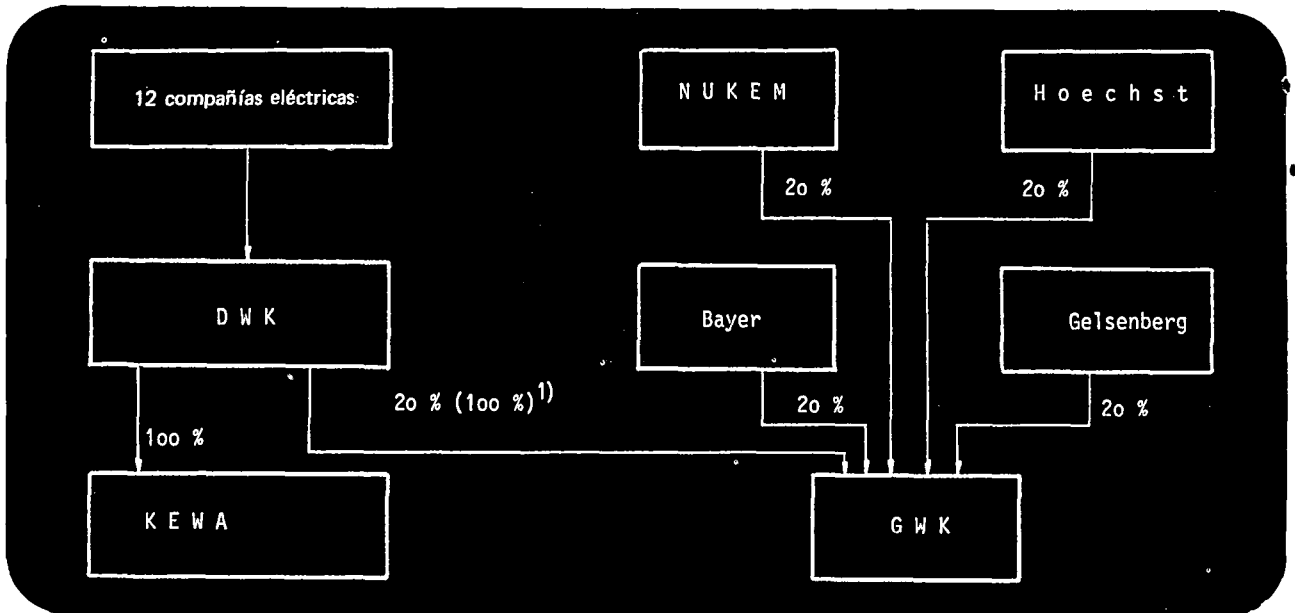 12 compañías eléctricas
N U K E M
H o e c h s t
2o %
2o %
D W K
Bayer
Gelsenberg
2o % (1oo %)1)
2o %
2o %
1oo %
K E W A
G W K